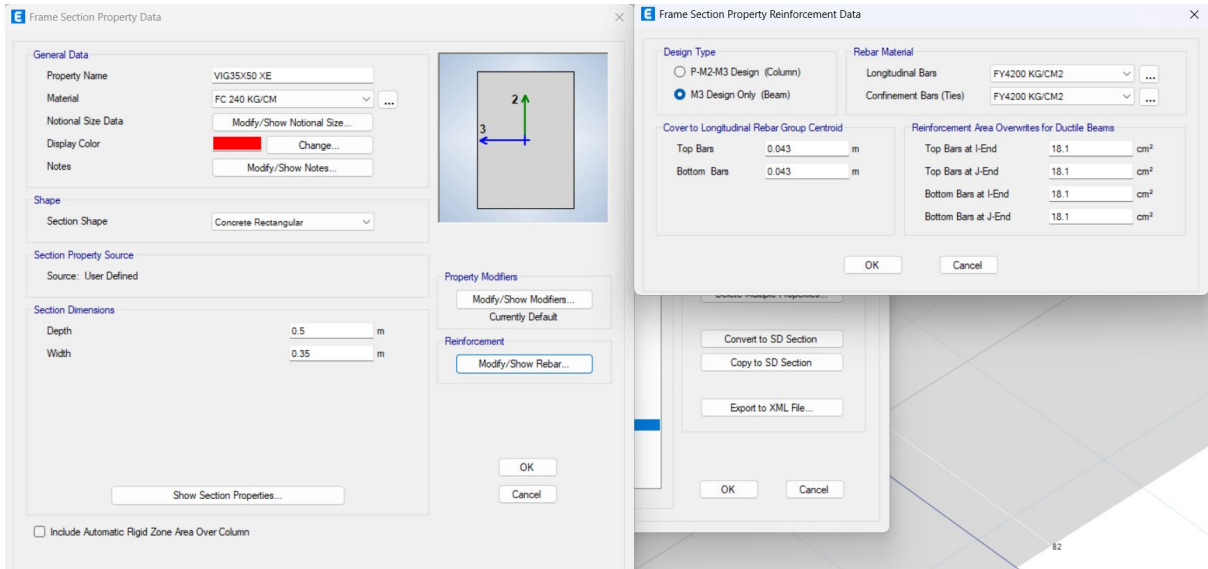 Frame Section Property Data
General Data
Property Name VIG35X50 XE
Material FC 240 KG/CM ...
Notional Size Data Modify/Show Notional Size...
Display Color Change...
Notes Modify/Show Notes...
Shape
Section Shape Concrete Rectangular
Section Property Source
Source: User Defined
Section Dimensions
Depth 0.5 m
Width 0.35 m
Show Section Properties...
Include Automatic Rigid Zone Area Over Column
2
3
Property Modifiers
Modify/Show Modifiers...
Currently Default
Reinforcement
Modify/Show Rebar...
OK
Cancel
Frame Section Property Reinforcement Data
Design Type
P-M2-M3 Design (Column)
M3 Design Only (Beam)
Rebar Material
Longitudinal Bars FY4200 KG/CM2 ...
Confinement Bars (Ties) FY4200 KG/CM2 ...
Cover to Longitudinal Rebar Group Centroid
Top Bars 0.043 m
Bottom Bars 0.043 m
Reinforcement Area Overwrites for Ductile Beams
Top Bars at I-End 18.1 cm²
Top Bars at J-End 18.1 cm²
Bottom Bars at I-End 18.1 cm²
Bottom Bars at J-End 18.1 cm²
OK Cancel
Delete Multiple Properties...
Convert to SD Section
Copy to SD Section
Export to XML File...
OK Cancel
82